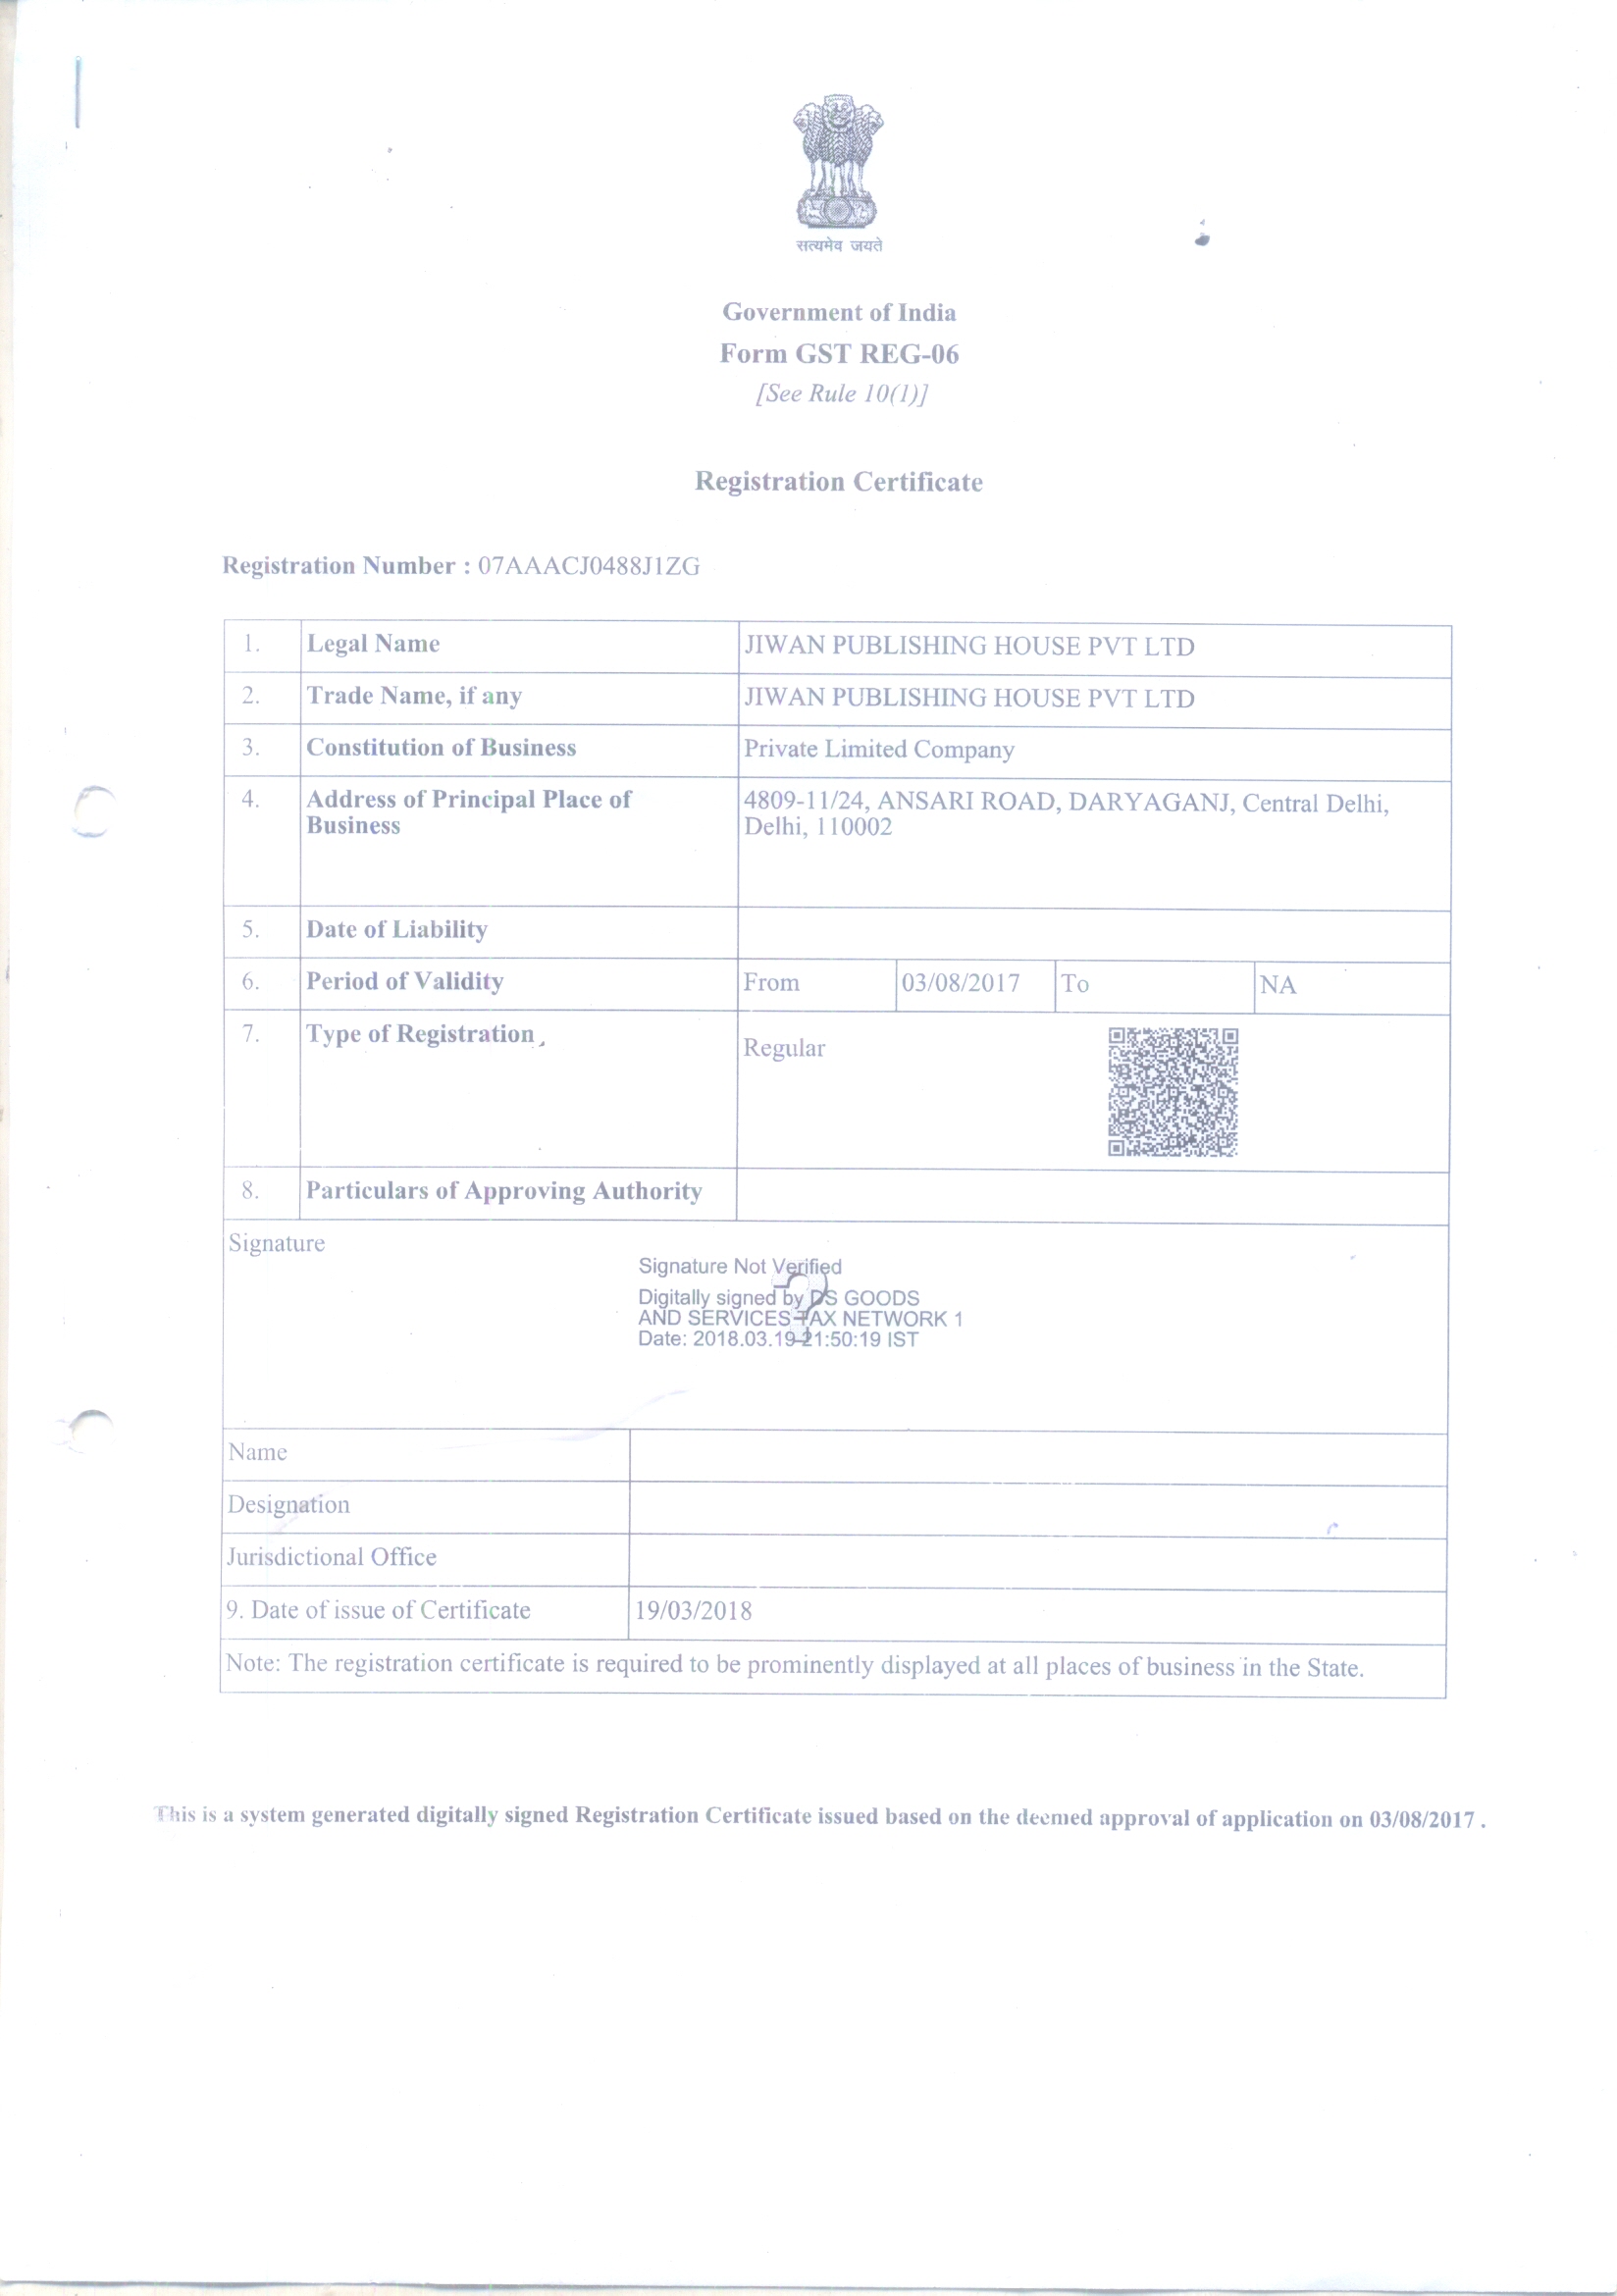 सत्यमेव जयते
Government of India
Form GST REG-06
[See Rule 10(1)]
Registration Certificate
Registration Number : 07AAACJ0488J1ZG
1. Legal Name JIWAN PUBLISHING HOUSE PVT LTD
2. Trade Name, if any JIWAN PUBLISHING HOUSE PVT LTD
3. Constitution of Business Private Limited Company
4. Address of Principal Place of Business 4809-11/24, ANSARI ROAD, DARYAGANJ, Central Delhi,
Delhi, 110002
5. Date of Liability
6. Period of Validity From 03/08/2017 To NA
7. Type of Registration Regular
8. Particulars of Approving Authority
Signature
Signature Not Verified
Digitally signed by DS GOODS
AND SERVICES TAX NETWORK 1
Date: 2018.03.19 21:50:19 IST
Name
Designation
Jurisdictional Office
9. Date of issue of Certificate 19/03/2018
Note: The registration certificate is required to be prominently displayed at all places of business in the State.
This is a system generated digitally signed Registration Certificate issued based on the deemed approval of application on 03/08/2017 .